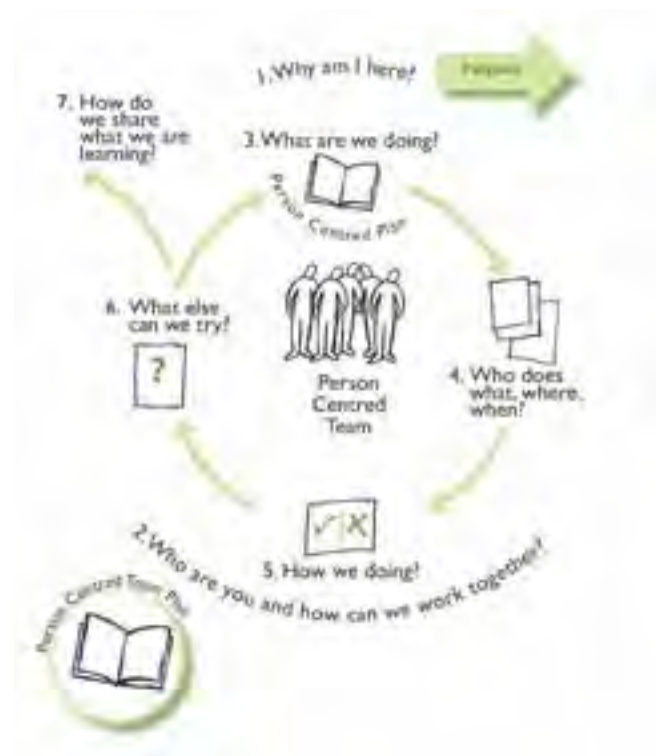 1. Why am I here?
Purpose
7. How do
we share
what we are
learning?
3. What are we doing?
Person Centred Plan
6. What else
can we try?
?
Person
Centred
Team
4. Who does
what, where,
when?
5. How we doing?
2. Who are you and how can we work together?
Person Centred Team Plan